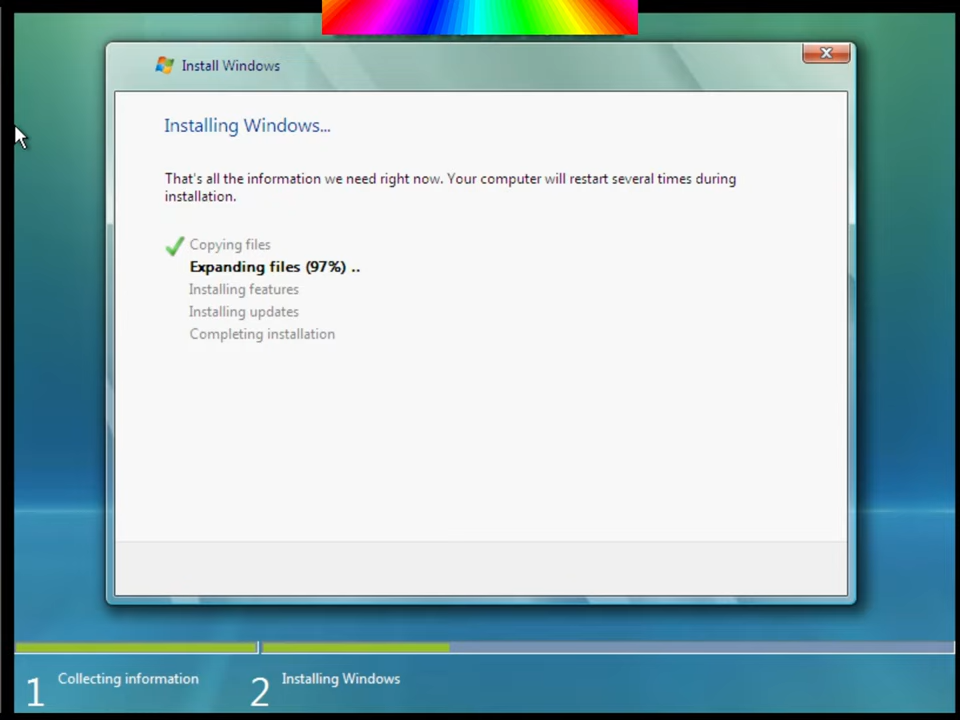 Install Windows
Installing Windows...
That's all the information we need right now. Your computer will restart several times during
installation.
Copying files
Expanding files (97%) ..
Installing features
Installing updates
Completing installation
1 Collecting information
2 Installing Windows